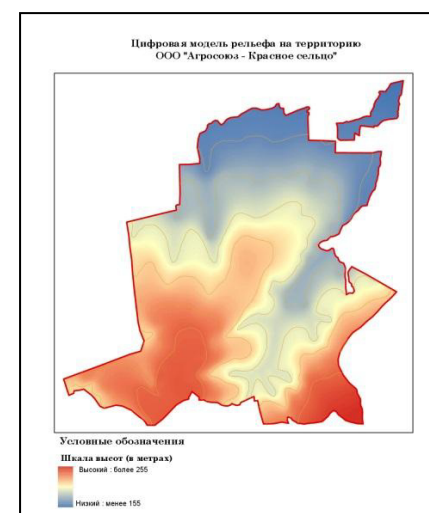 Цифровая модель рельефа на территорию
ООО "Агросоюз - Красное сельцо"
Условные обозначения
Шкала высот (в метрах)
Высокий : более 255
Низкий : менее 155